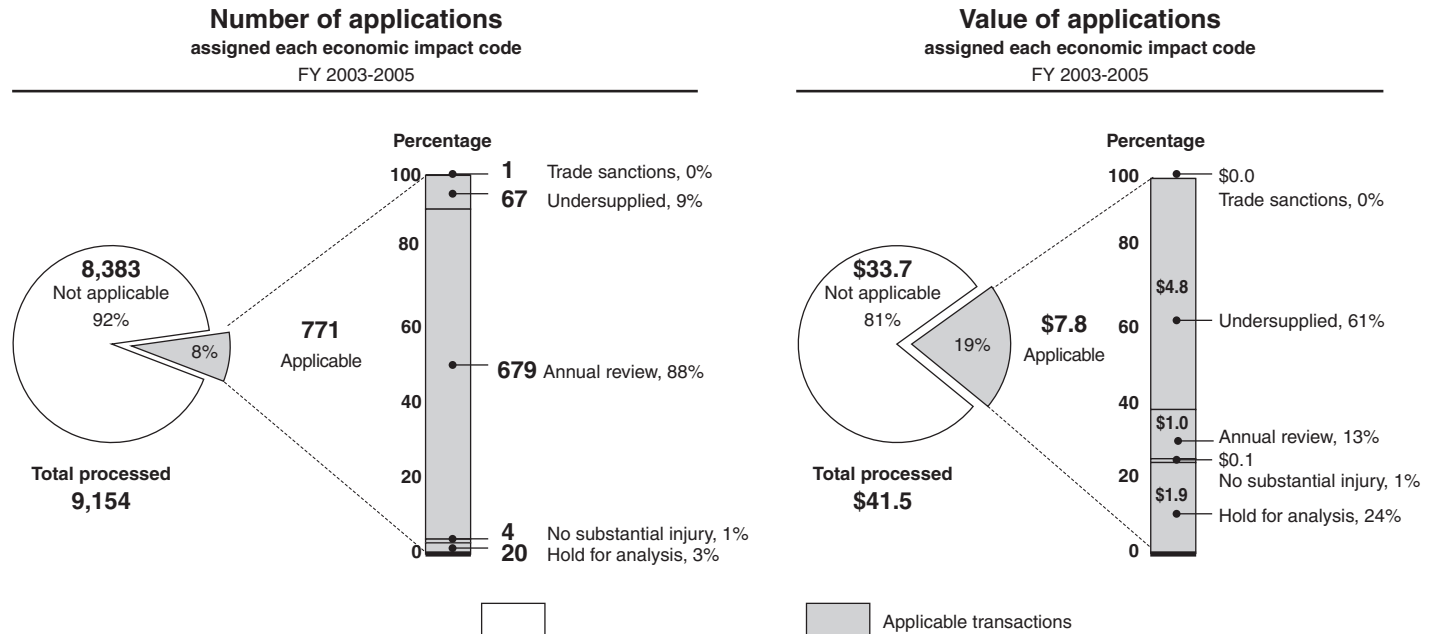 Number of applications
assigned each economic impact code
FY 2003-2005
Percentage
100
80
60
40
20
0
1 Trade sanctions, 0%
67 Undersupplied, 9%
679 Annual review, 88%
4 No substantial injury, 1%
20 Hold for analysis, 3%
8,383
Not applicable
92%
8%
771
Applicable
Total processed
9,154
Value of applications
assigned each economic impact code
FY 2003-2005
Percentage
100
80
60
40
20
0
$0.0
Trade sanctions, 0%
$4.8
Undersupplied, 61%
$1.0
Annual review, 13%
$0.1
No substantial injury, 1%
$1.9
Hold for analysis, 24%
$33.7
Not applicable
81%
19%
$7.8
Applicable
Total processed
$41.5
Applicable transactions